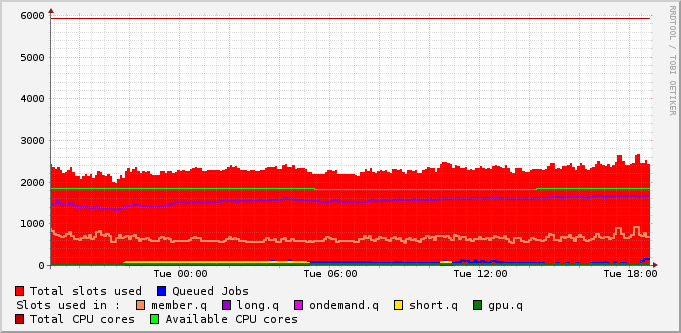 RRDTOOL / TOBI OETIKER
6000
5000
4000
3000
2000
1000
0
Tue 00:00 Tue 06:00 Tue 12:00 Tue 18:00
Total slots used Queued Jobs
Slots used in : member.q long.q ondemand.q short.q gpu.q
Total CPU cores Available CPU cores